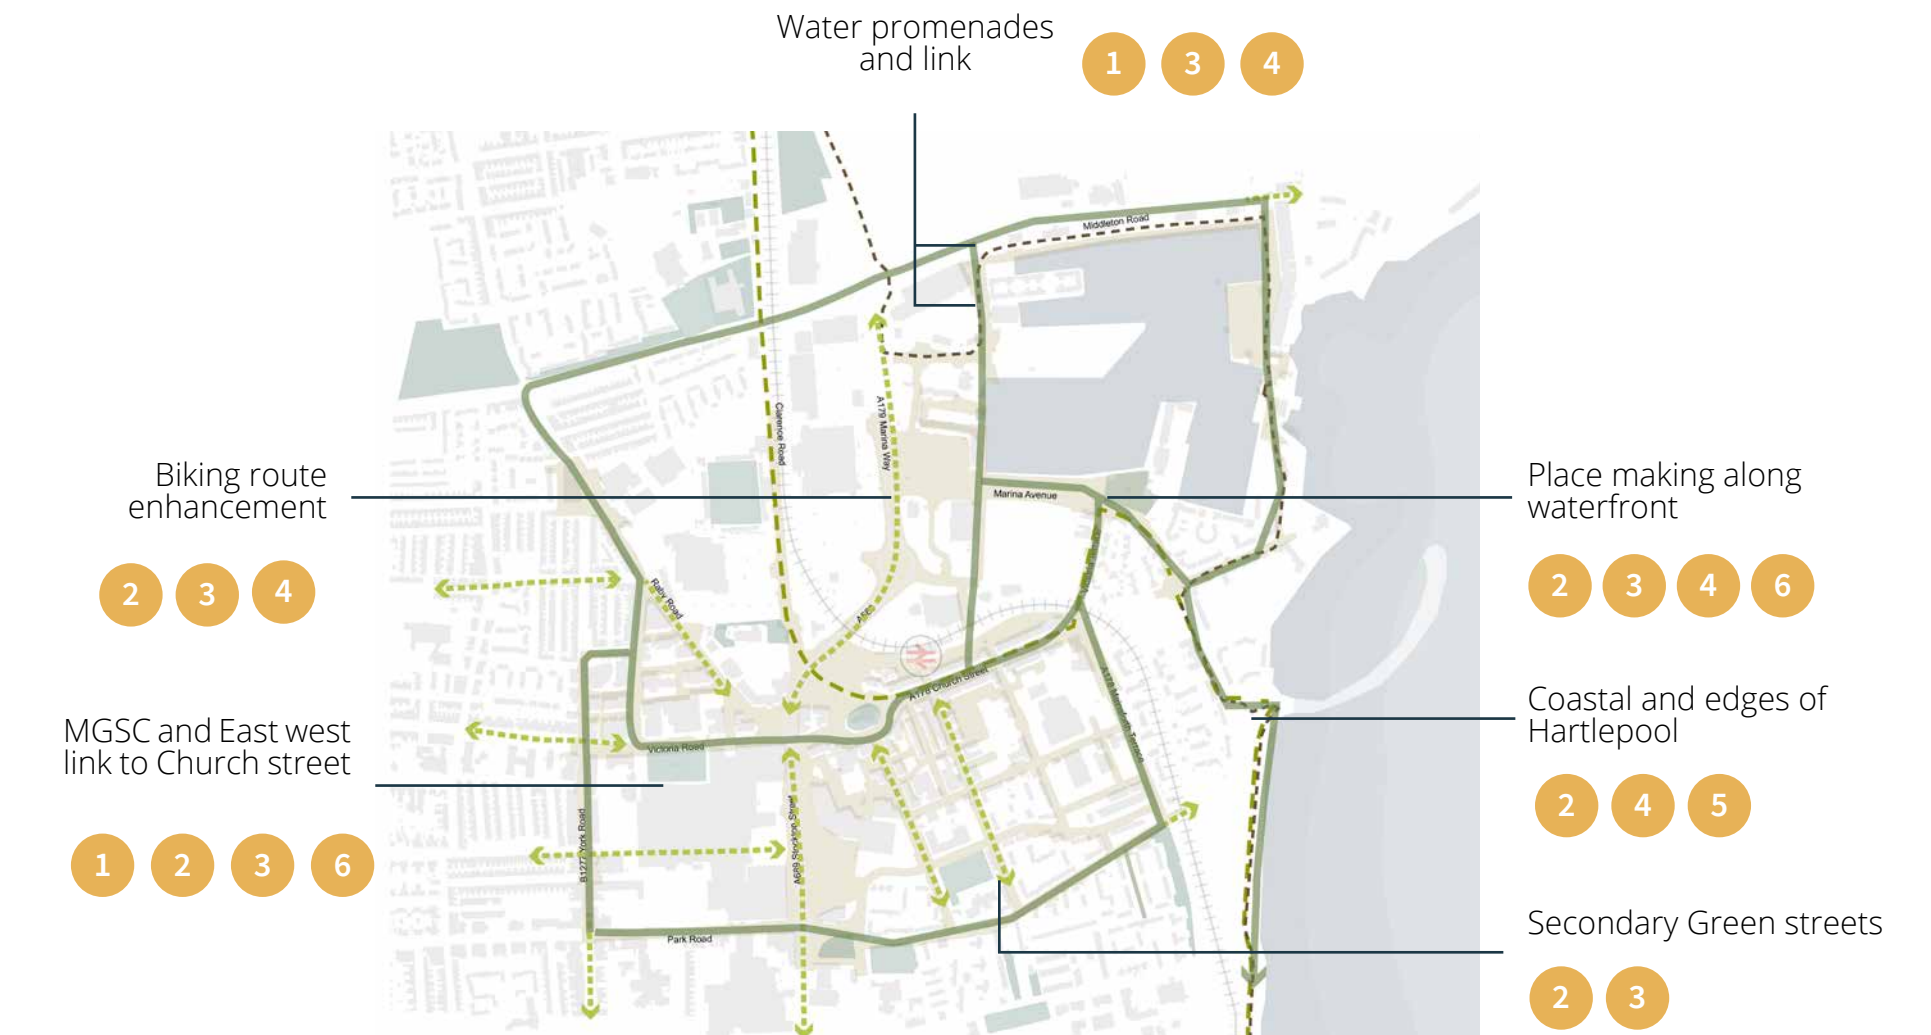 Water promenades
and link
1 3 4
Middleton Road
Clarence Road
A179 Marina Way
Marina Avenue
Biking route
enhancement
2 3 4
Place making along
waterfront
2 3 4 6
Raby Road
A178 Church Street
Coastal and edges of
Hartlepool
2 4 5
MGSC and East west
link to Church street
1 2 3 6
Victoria Road
B1277 York Road
A689 Stockton Street
Park Road
Secondary Green streets
2 3